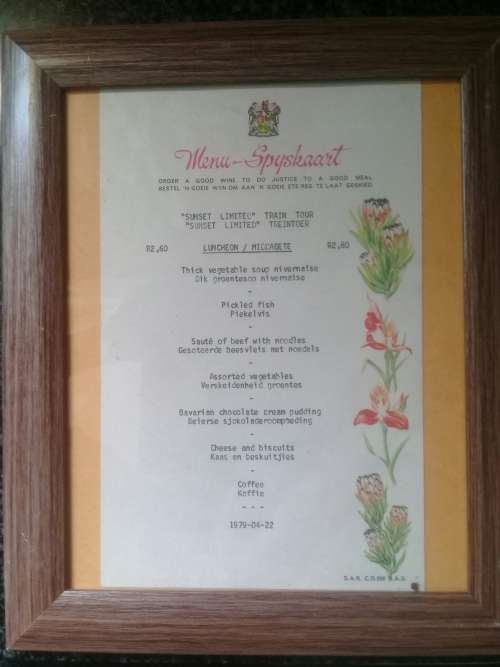 Menu-Spyskaart
ORDER A GOOD WINE TO DO JUSTICE TO A GOOD MEAL
BESTEL 'N GOEIE WYN OM AAN 'N GOEIE ETE REG TE LAAT GESKIED
"SUNSET LIMITED" TRAIN TOUR
"SUNSET LIMITED" TREINTOER
R2,60 LUNCHEON / MIDDAGETE R2,60
Thick vegetable soup nivernaise
Dik groentesop nivernaise
-
Pickled fish
Piekelvis
-
Sauté of beef with noodles
Gesoteerde beesvleis met noedels
-
Assorted vegetables
Verskeidenheid groentes
-
Bavarian chocolate cream pudding
Beierse sjokoladeroompoeding
-
Cheese and biscuits
Kaas en beskuitjies
-
Coffee
Koffie
- - -
1979-04-22
S.A.R. S.A.S.